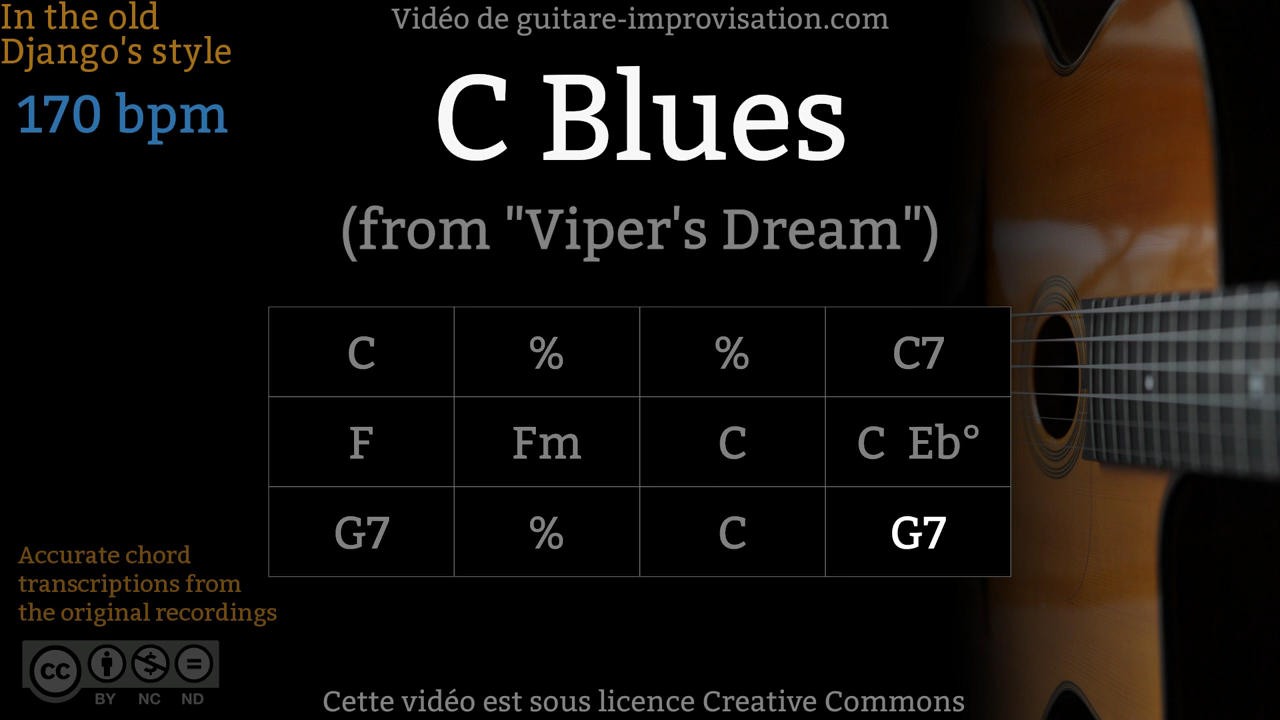 In the old
Django's style
170 bpm
Vidéo de guitare-improvisation.com
C Blues
(from "Viper's Dream")
C % % C7
F Fm C C Eb°
G7 % C G7
Accurate chord
transcriptions from
the original recordings
cc
BY NC ND
Cette vidéo est sous licence Creative Commons